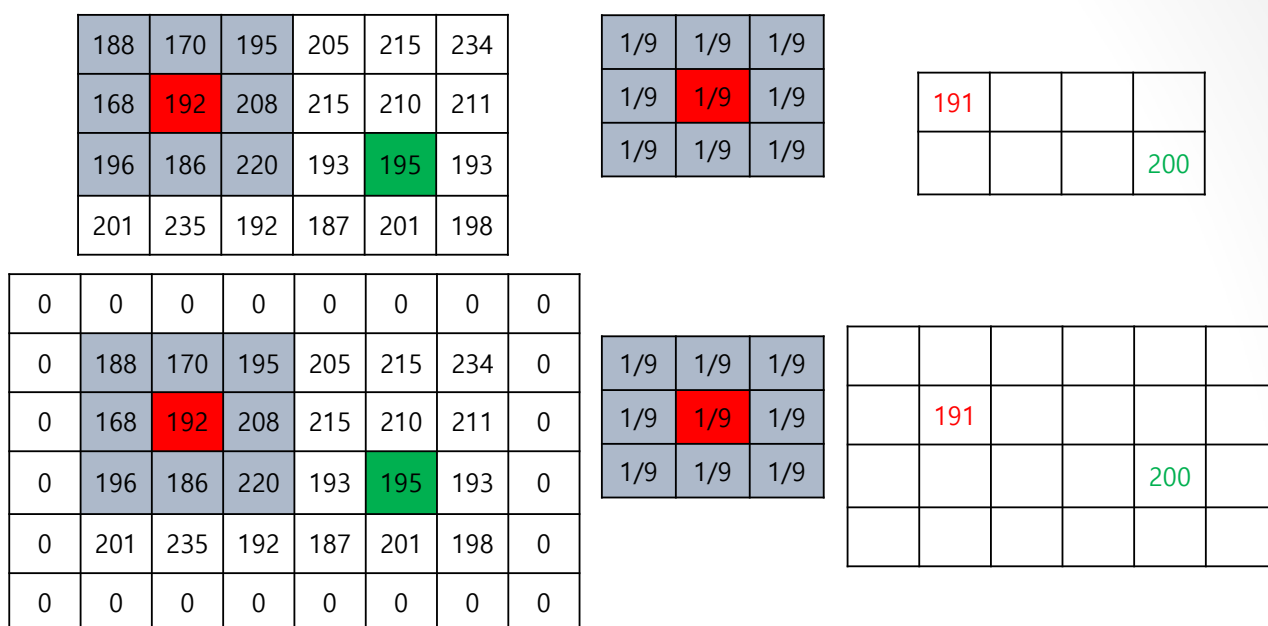 188 170 195 205 215 234
168 192 208 215 210 211
196 186 220 193 195 193
201 235 192 187 201 198
1/9 1/9 1/9
1/9 1/9 1/9
1/9 1/9 1/9
191
200
0 0 0 0 0 0 0 0
0 188 170 195 205 215 234 0
0 168 192 208 215 210 211 0
0 196 186 220 193 195 193 0
0 201 235 192 187 201 198 0
0 0 0 0 0 0 0 0
1/9 1/9 1/9
1/9 1/9 1/9
1/9 1/9 1/9
191
200